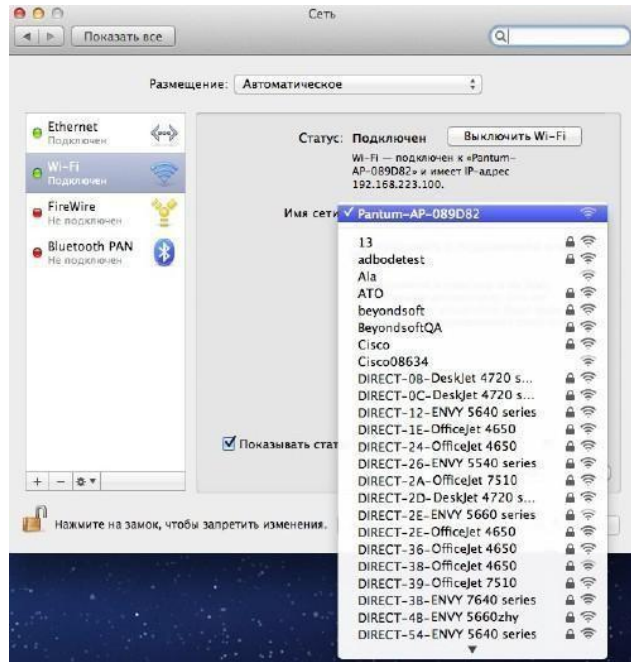 Сеть
Показать все
Размещение: Автоматическое
Ethernet
Подключен
Wi-Fi
Подключен
FireWire
Не подключен
Bluetooth PAN
Не подключен
Статус: Подключен Выключить Wi-Fi
Wi-Fi — подключен к «Pantum-
AP-089D82» и имеет IP-адрес
192.168.223.100.
Имя сети ✓ Pantum-AP-089D82
13
adbodetest
Ala
ATO
beyondsoft
BeyondsoftQA
Cisco
Cisco08634
DIRECT-08-DeskJet 4720 s...
DIRECT-0C-DeskJet 4720 s...
DIRECT-12-ENVY 5640 series
DIRECT-1E-OfficeJet 4650
DIRECT-24-OfficeJet 4650
DIRECT-26-ENVY 5540 series
DIRECT-2A-OfficeJet 7510
DIRECT-2D-DeskJet 4720 s...
DIRECT-2E-ENVY 5660 series
DIRECT-2E-OfficeJet 4650
DIRECT-36-OfficeJet 4650
DIRECT-38-OfficeJet 4650
DIRECT-39-OfficeJet 7510
DIRECT-3B-ENVY 7640 series
DIRECT-4B-ENVY 5660zhy
DIRECT-54-ENVY 5640 series
Показывать стат
Нажмите на замок, чтобы запретить изменения.